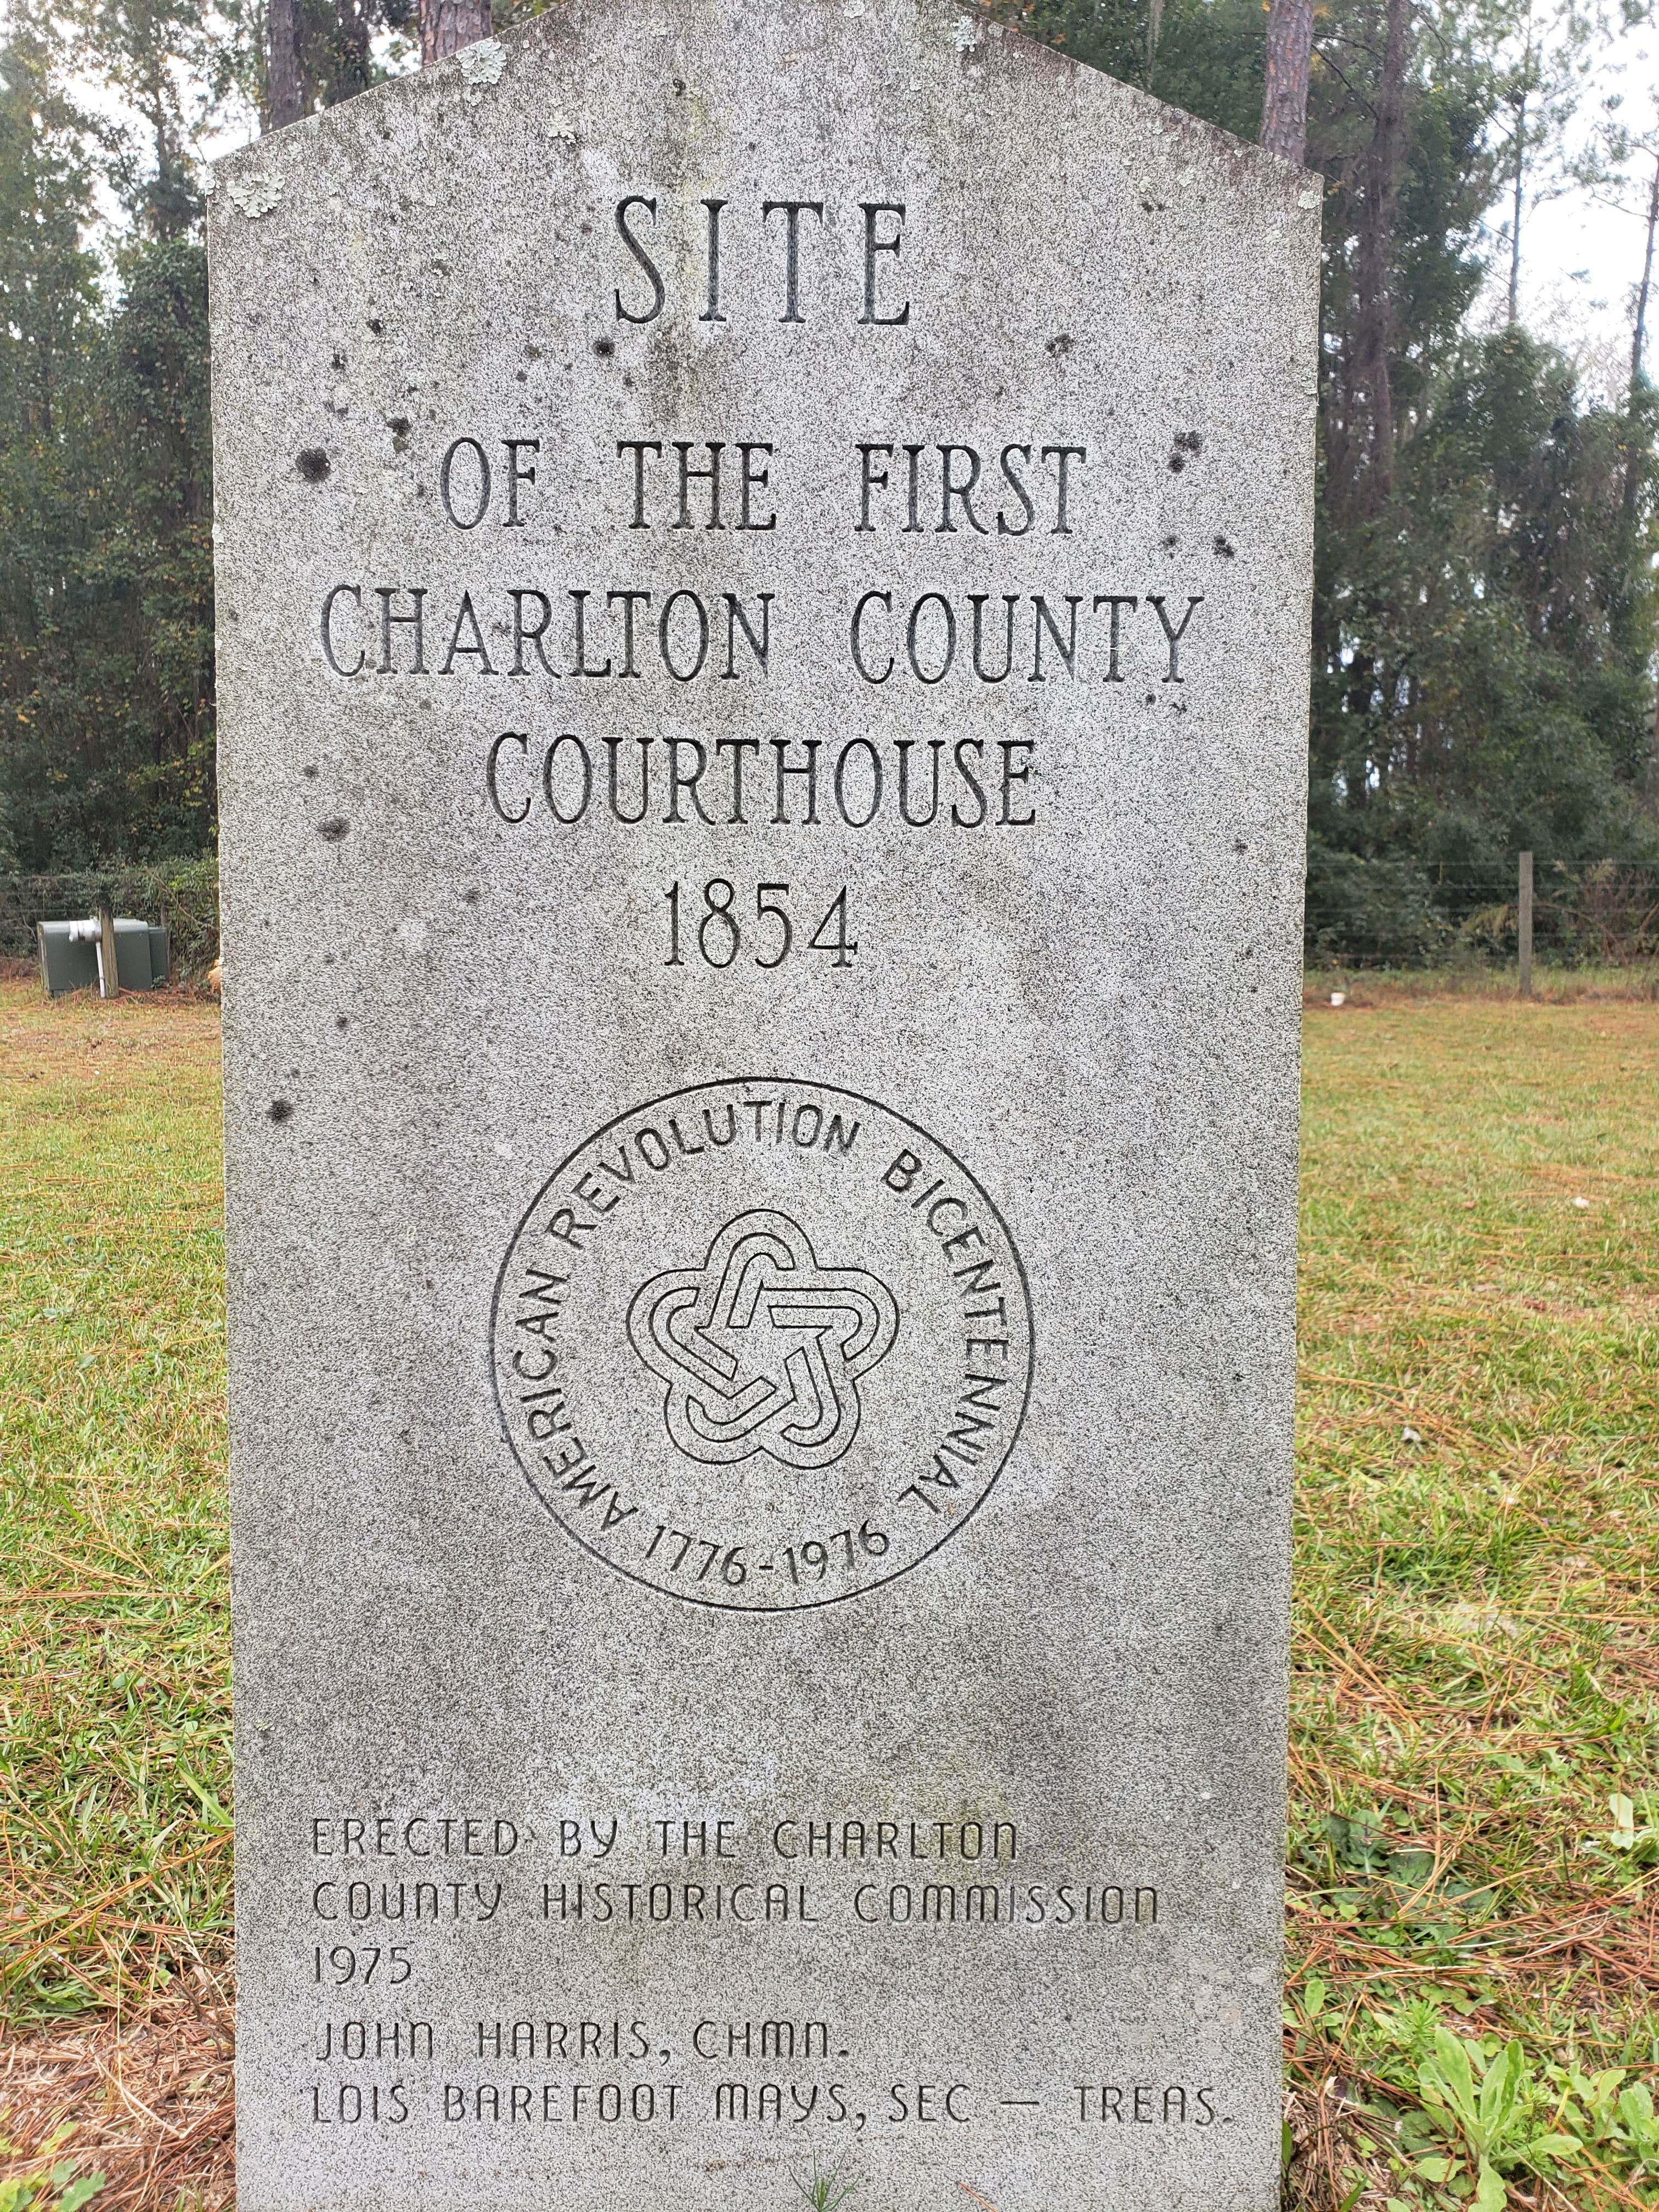 SITE
OF THE FIRST
CHARLTON COUNTY
COURTHOUSE
1854
AMERICAN REVOLUTION BICENTENNIAL
1776-1976
ERECTED BY THE CHARLTON
COUNTY HISTORICAL COMMISSION
1975
JOHN HARRIS, CHMN.
LOIS BAREFOOT MAYS, SEC — TREAS.